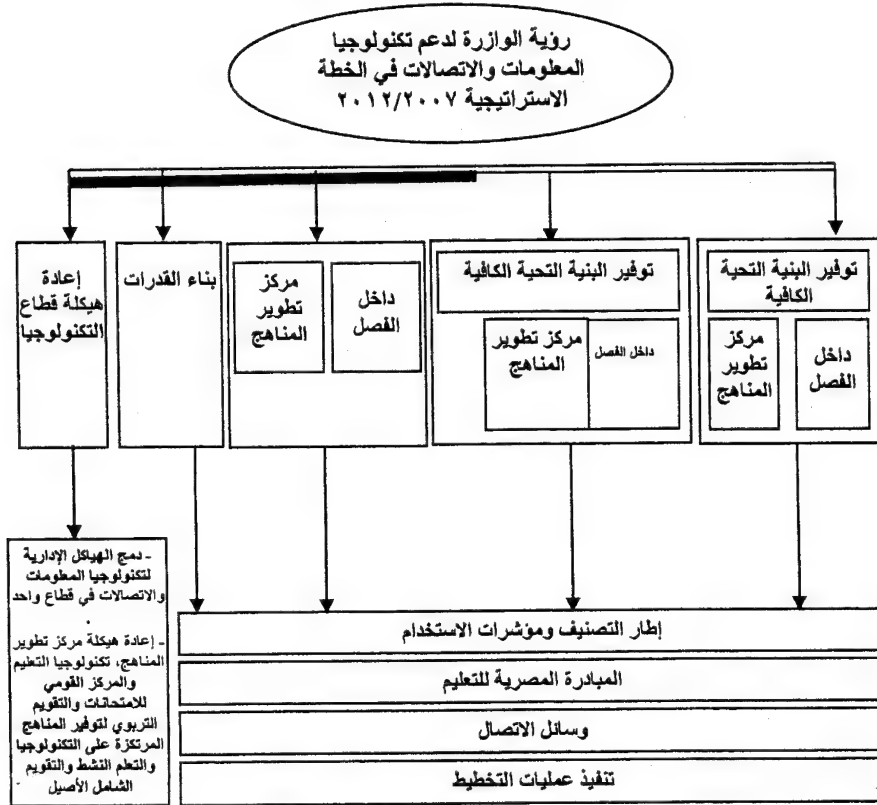 رؤية الوازرة لدعم تكنولوجيا
المعلومات والاتصالات في الخطة
الاستراتيجية ٢٠١٢/٢٠٠٧
توفير البنية التحية
الكافية
داخل
الفصل
مركز
تطوير
المناهج
توفير البنية التحية الكافية
داخل الفصل
مركز تطوير
المناهج
داخل
الفصل
مركز
تطوير
المناهج
بناء القدرات
إعادة
هيكلة قطاع
التكنولوجيا
- دمج الهياكل الإدارية
لتكنولوجيا المعلومات
والاتصالات في قطاع واحد
.
- إعادة هيكلة مركز تطوير
المناهج، تكنولوجيا التعليم
والمركز القومي
للامتحانات والتقويم
التربوي لتوفير المناهج
المرتكزة على التكنولوجيا
والتعلم النشط والتقويم
الشامل الأصيل
إطار التصنيف ومؤشرات الاستخدام
المبادرة المصرية للتعليم
وسائل الاتصال
تنفيذ عمليات التخطيط